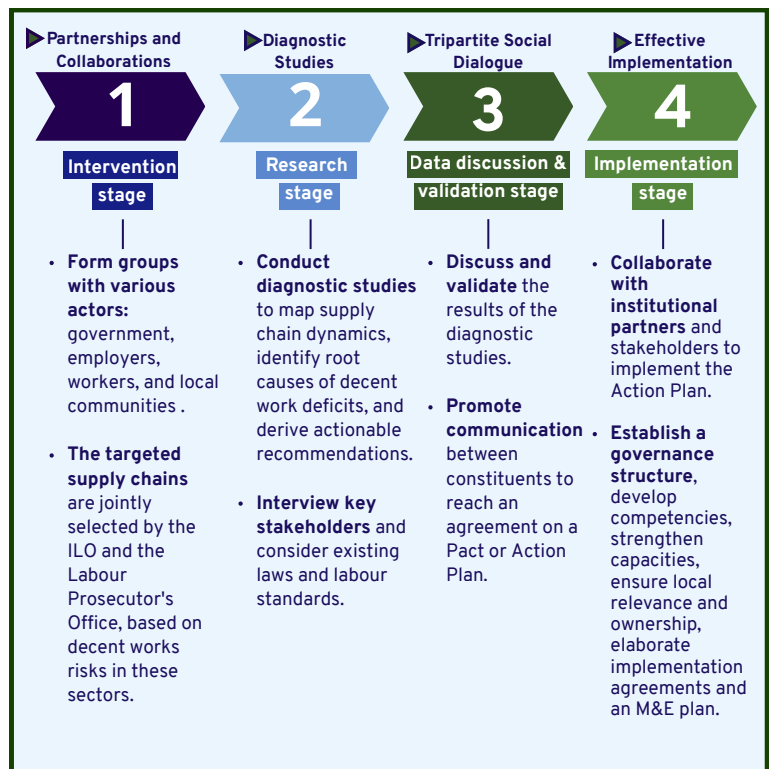 Partnerships and
Collaborations
1
Intervention
stage
• Form groups
with various
actors:
government,
employers,
workers, and local
communities .
• The targeted
supply chains
are jointly
selected by the
ILO and the
Labour
Prosecutor's
Office, based on
decent works
risks in these
sectors.
Diagnostic
Studies
2
Research
stage
• Conduct
diagnostic studies
to map supply
chain dynamics,
identify root
causes of decent
work deficits, and
derive actionable
recommendations.
• Interview key
stakeholders and
consider existing
laws and labour
standards.
Tripartite Social
Dialogue
3
Data discussion &
validation stage
• Discuss and
validate the
results of the
diagnostic
studies.
• Promote
communication
between
constituents to
reach an
agreement on a
Pact or Action
Plan.
Effective
Implementation
4
Implementation
stage
• Collaborate
with
institutional
partners and
stakeholders to
implement the
Action Plan.
• Establish a
governance
structure,
develop
competencies,
strengthen
capacities,
ensure local
relevance and
ownership,
elaborate
implementation
agreements and
an M&E plan.